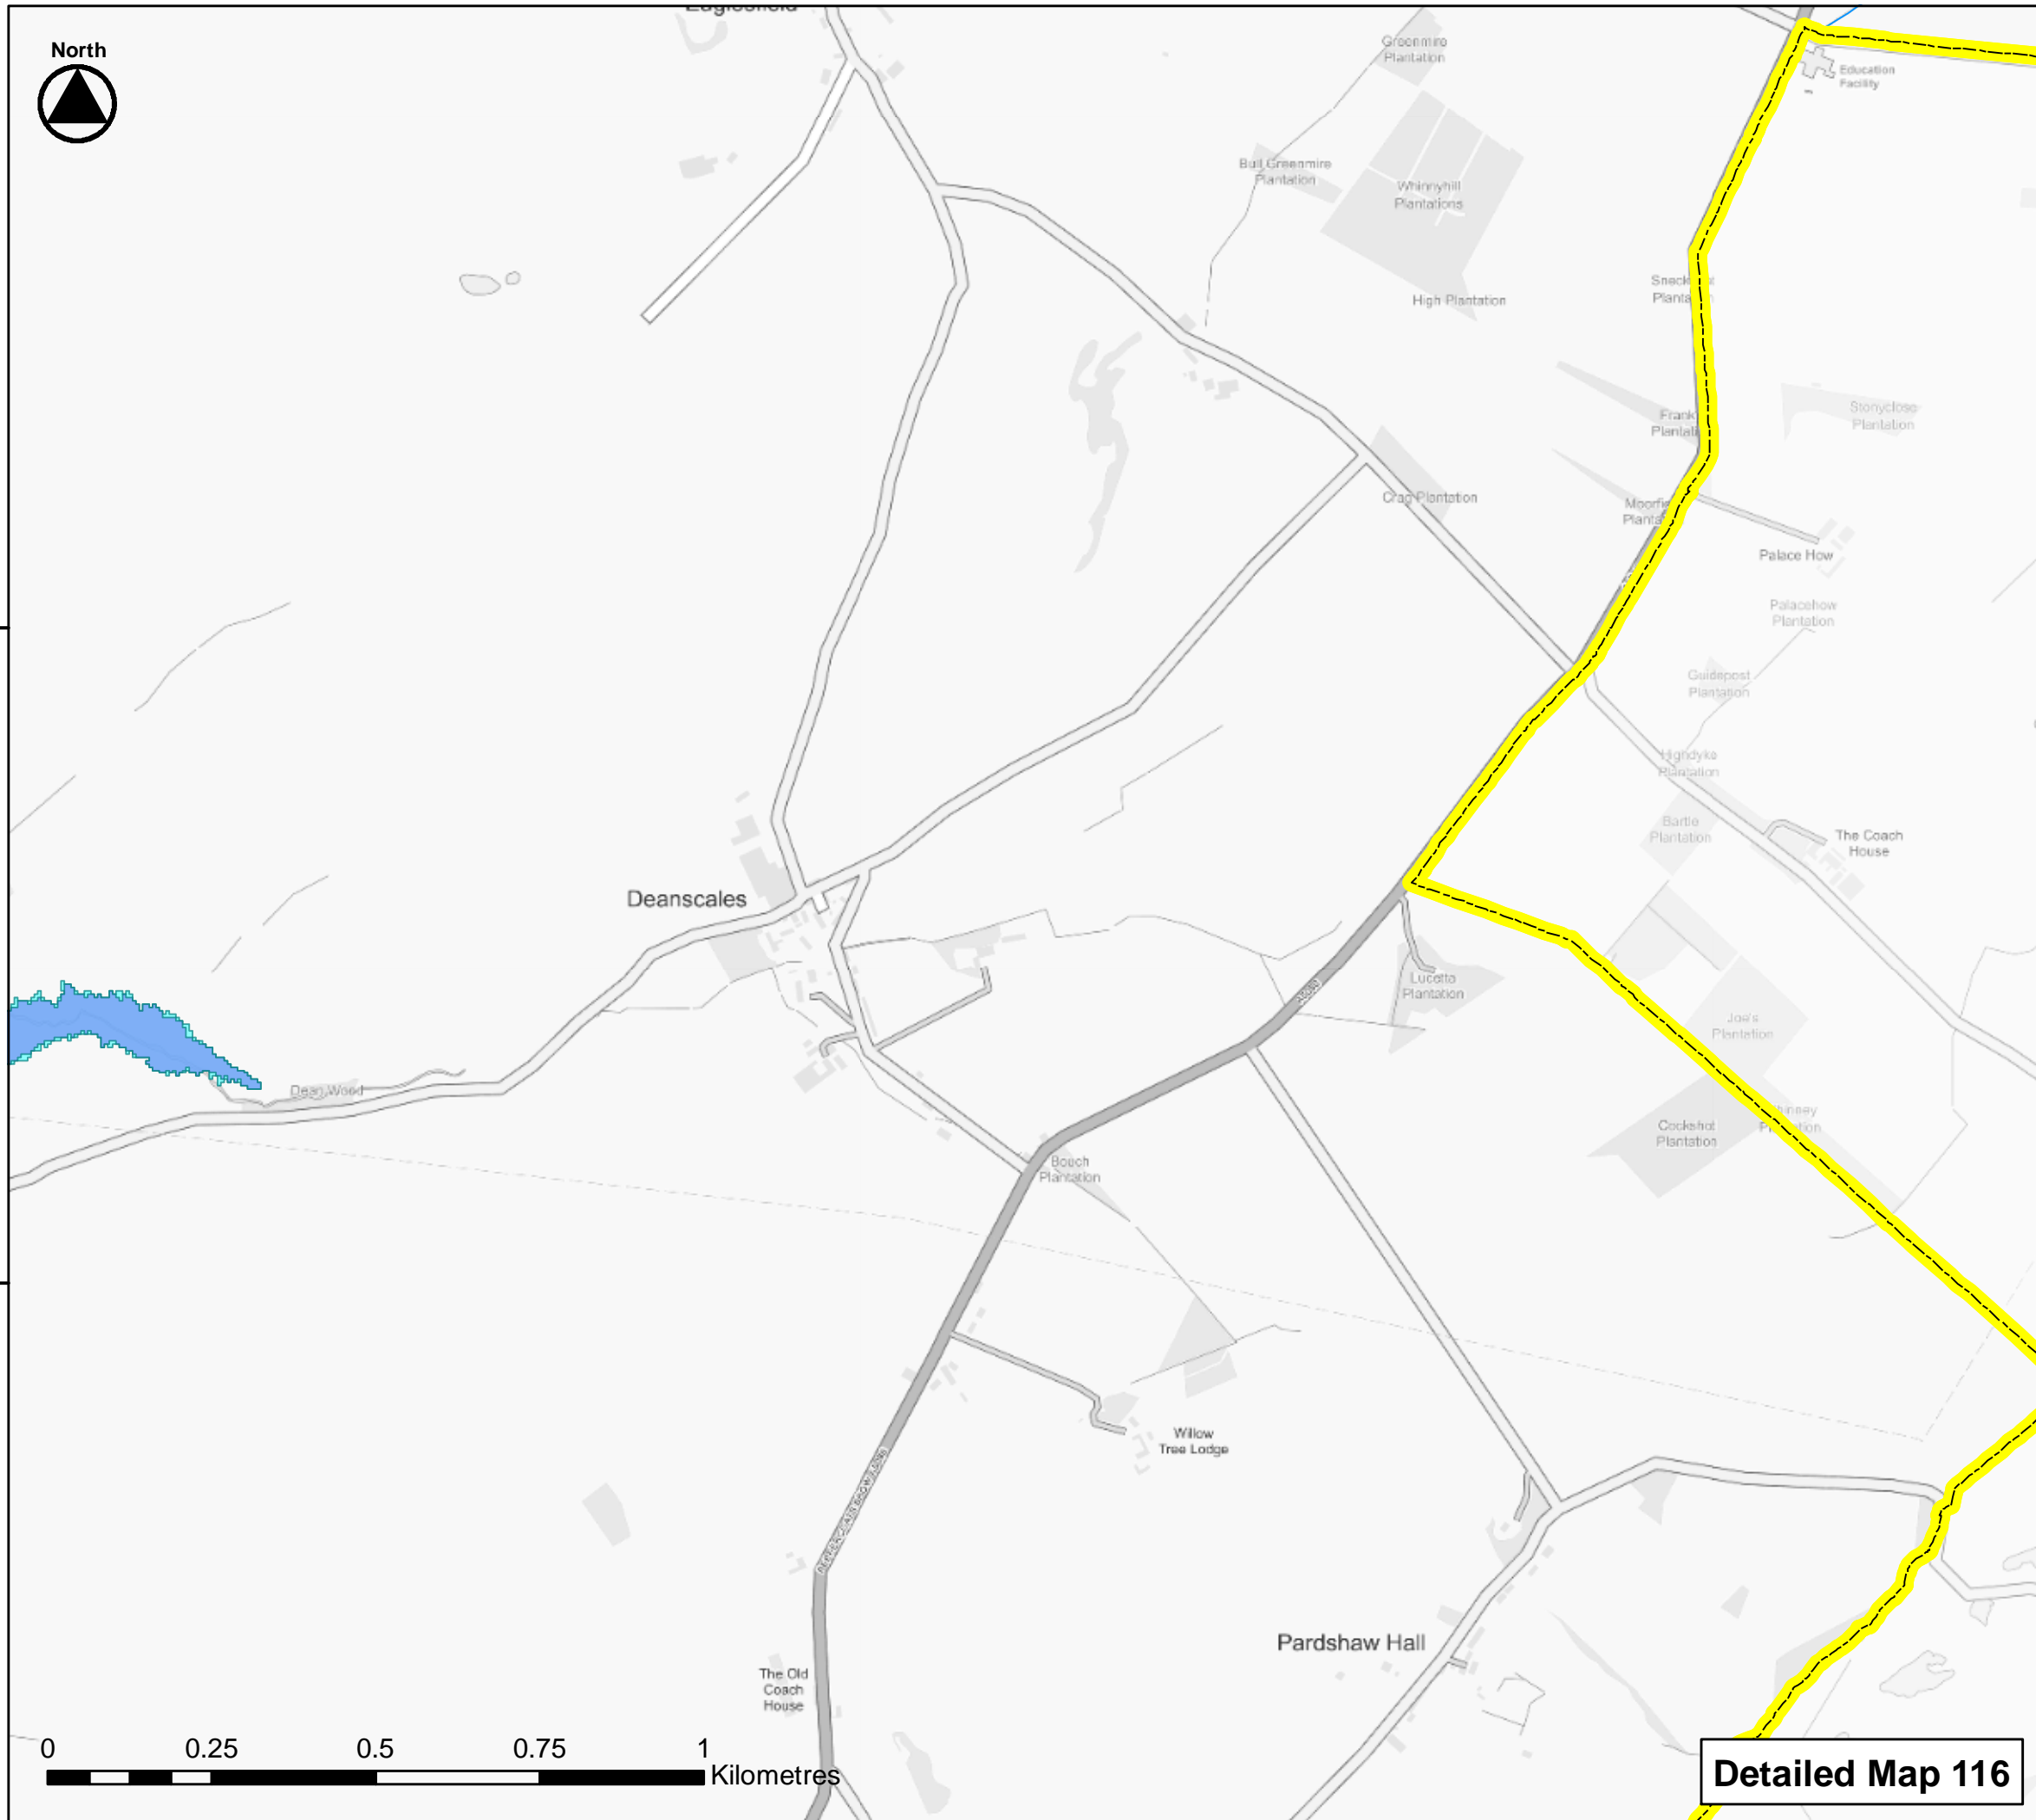 Eaglesfield
North
Greenmire
Plantation
Education
Facility
Bull Greenmire
Plantation
Whinnyhill
Plantations
High Plantation
Stonyclose
Plantation
Crag Plantation
Palace How
Palacehow
Plantation
Guidepost
Plantation
Highdyke
Plantation
Bartle
Plantation
The Coach
House
Deanscales
Lucetta
Plantation
Joe's
Plantation
Dean Wood
Cockshot
Plantation
Booch
Plantation
Willow
Tree Lodge
Pardshaw Hall
The Old
Coach
House
0 0.25 0.5 0.75 1
Kilometres
Detailed Map 116